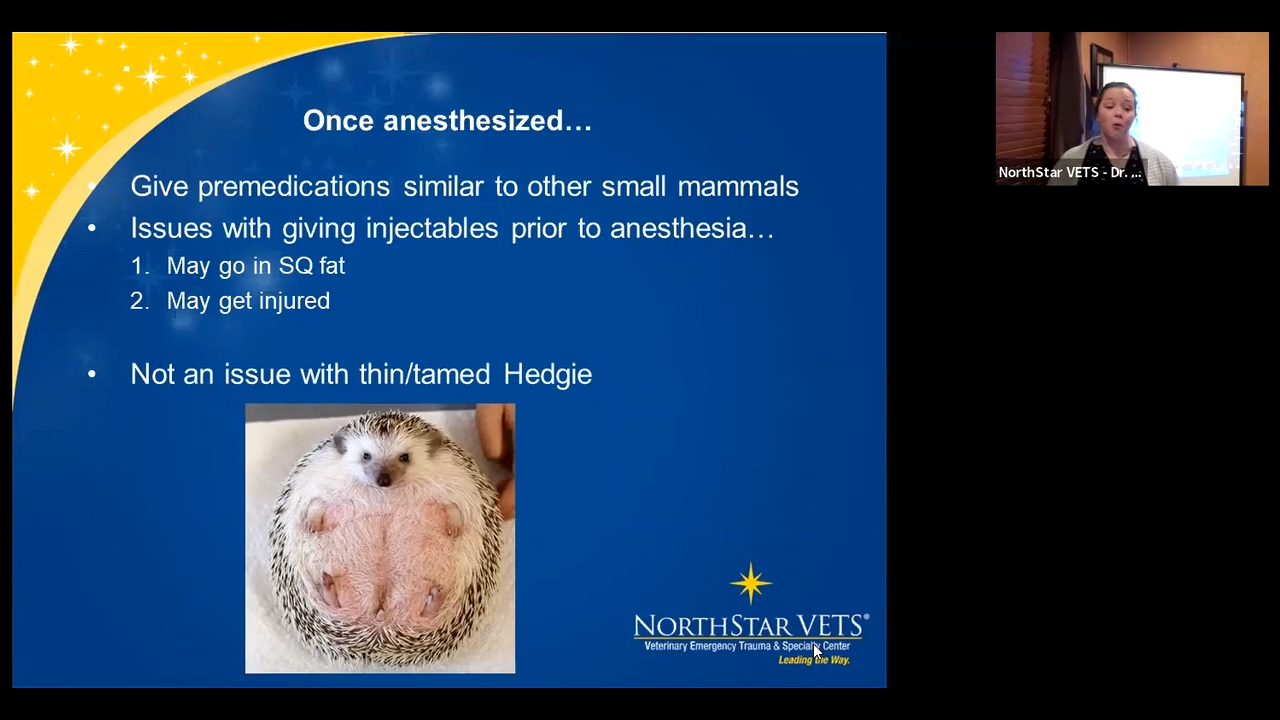 Once anesthesized…
• Give premedications similar to other small mammals
• Issues with giving injectables prior to anesthesia…
1. May go in SQ fat
2. May get injured
• Not an issue with thin/tamed Hedgie
NORTHSTAR VETS®
Veterinary Emergency Trauma & Specialty Center
Leading the Way.
NorthStar VETS - Dr. ...